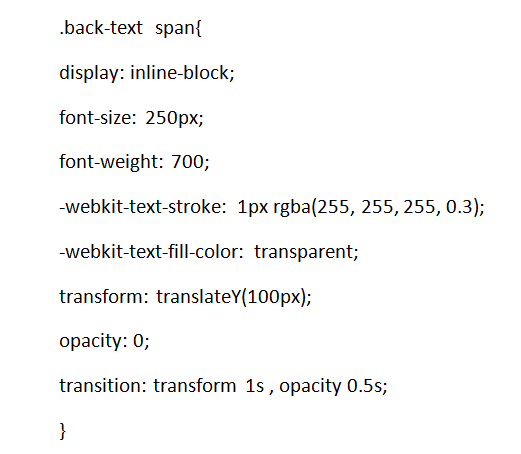 .back-text span{
display: inline-block;
font-size: 250px;
font-weight: 700;
-webkit-text-stroke: 1px rgba(255, 255, 255, 0.3);
-webkit-text-fill-color: transparent;
transform: translateY(100px);
opacity: 0;
transition: transform 1s , opacity 0.5s;
}